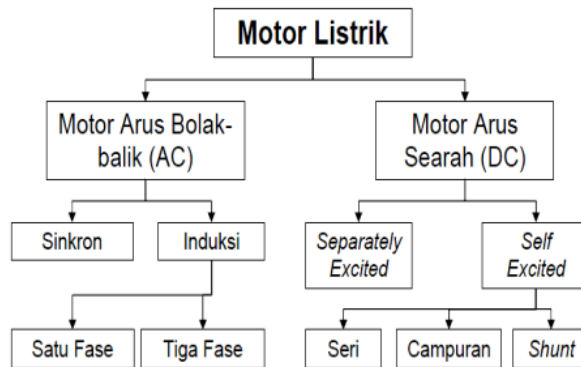 Motor Listrik
Motor Arus Bolak-
balik (AC)
Motor Arus
Searah (DC)
Sinkron
Induksi
Separately
Excited
Self
Excited
Satu Fase
Tiga Fase
Seri
Campuran
Shunt